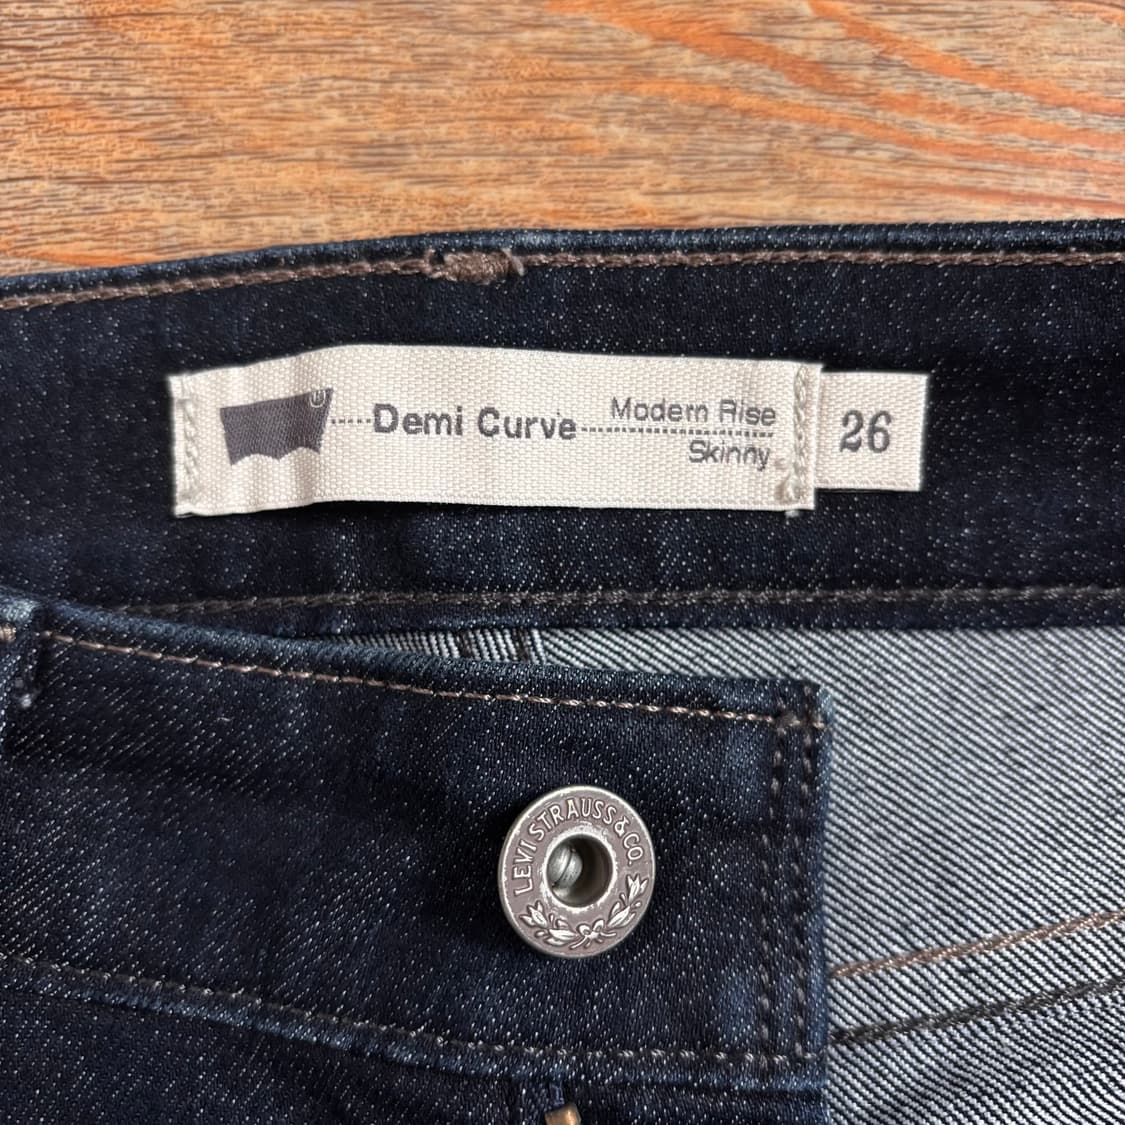 Demi Curve
Modern Rise
Skinny
26
LEVI STRAUSS & CO.